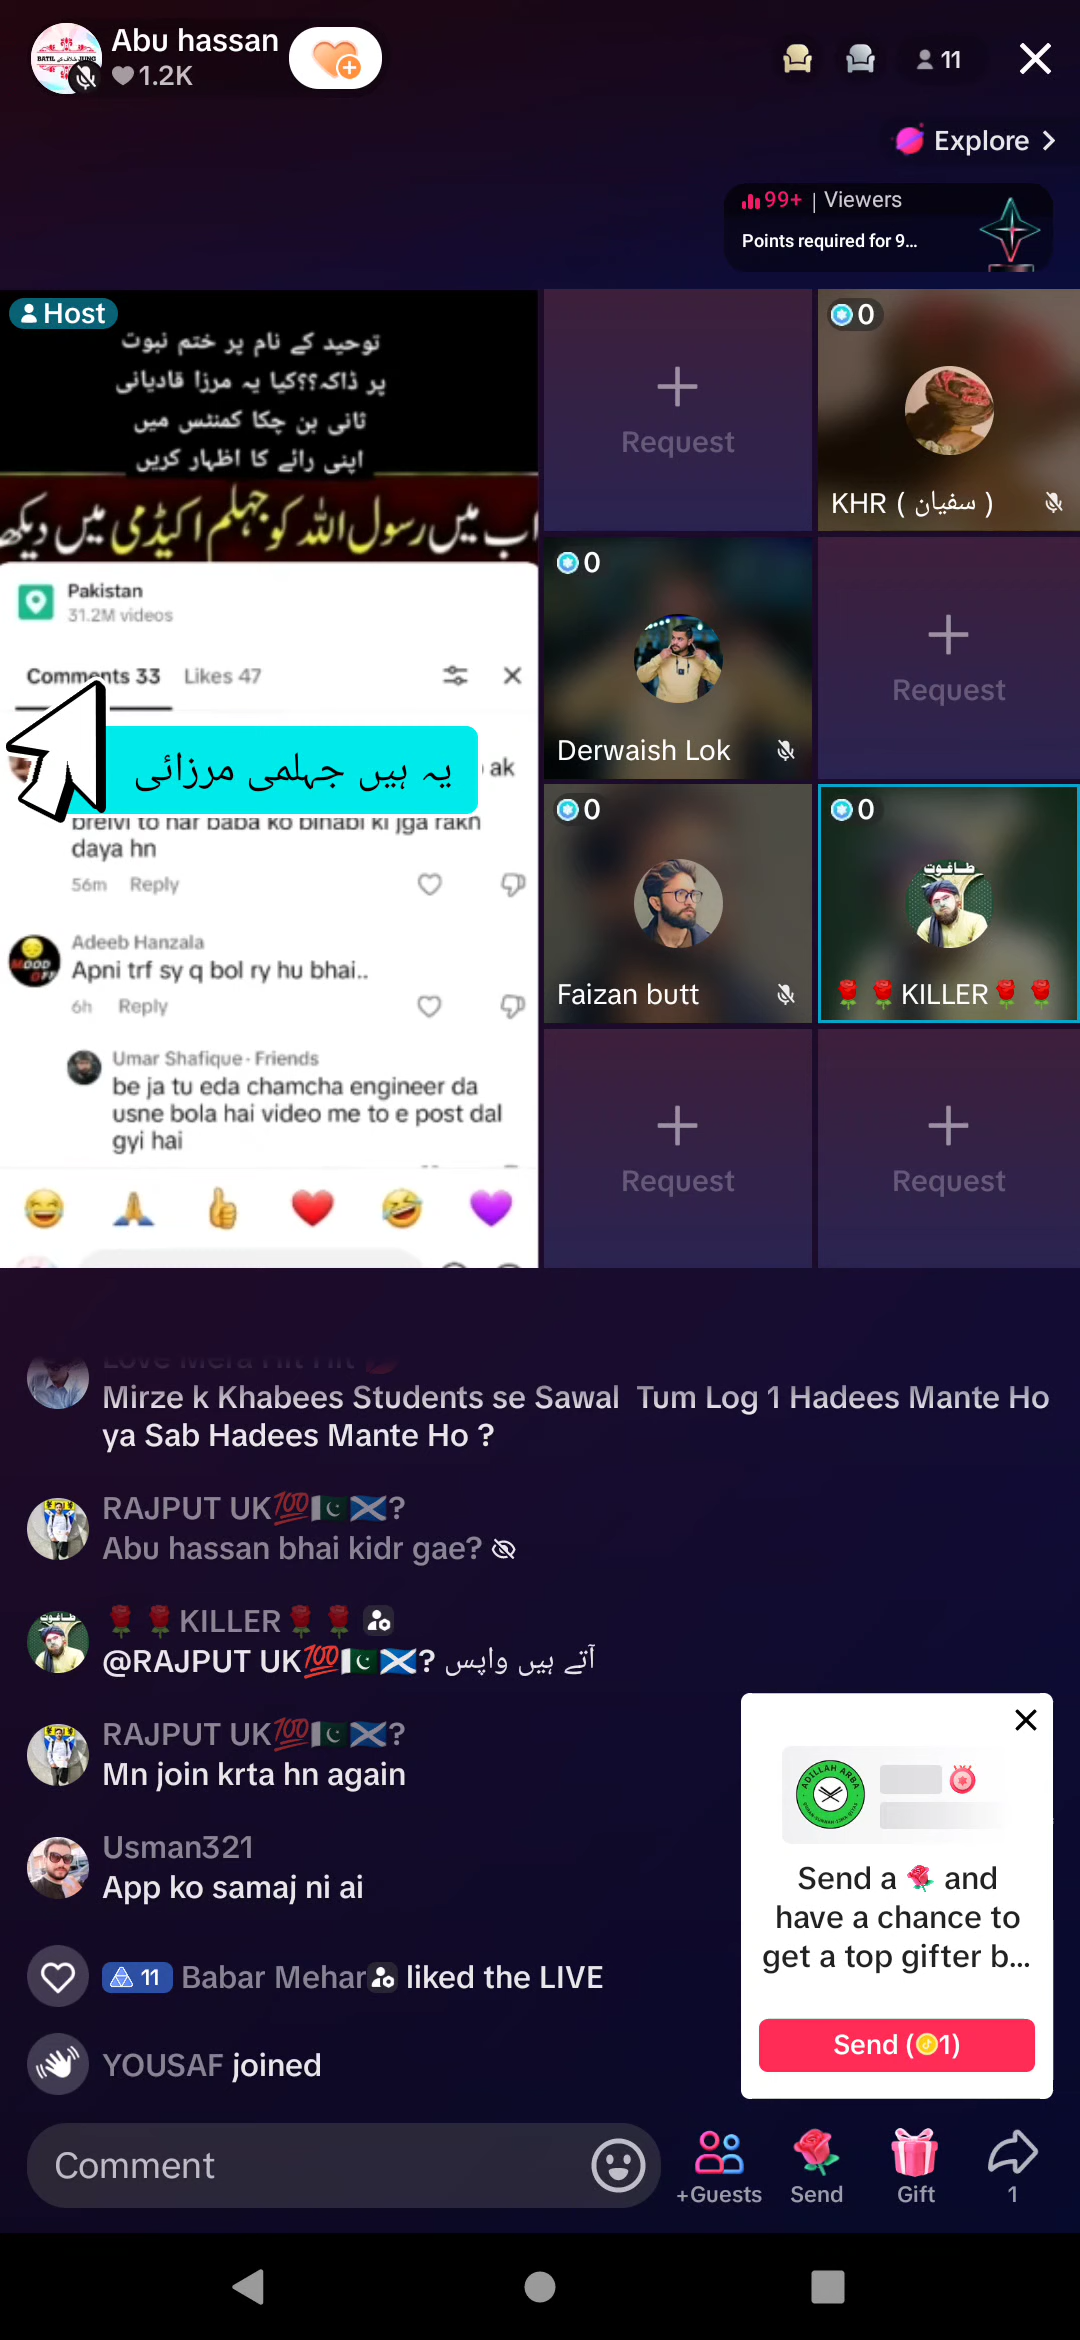 Abu hassan
1.2K
11
Explore
99+ | Viewers
Points required for 9...
Host
توحید کے نام پر ختم نبوت
پر ڈاکہ؟؟کیا یہ مرزا قادیانی
ثانی بن چکا کمنٹس میں
اپنی رائے کا اظہار کریں
اب میں رسول اللہ کو جہلم اکیڈمی میں دیکھ
Pakistan
31.2M videos
Comments 33
Likes 47
یہ ہیں جہلمی مرزائی
ak
brelvi to har baba ko binabi ki jga rakh
daya hn
56m Reply
Adeeb Hanzala
Apni trf sy q bol ry hu bhai..
6h Reply
Umar Shafique · Friends
be ja tu eda chamcha engineer da
usne bola hai video me to e post dal
gyi hai
Request
0
KHR ( سفیان )
0
Derwaish Lok
Request
0
Faizan butt
0
طاغوت
🌹🌹KILLER🌹🌹
Request
Request
Love Mera Hit Hit
Mirze k Khabees Students se Sawal Tum Log 1 Hadees Mante Ho
ya Sab Hadees Mante Ho ?
RAJPUT UK💯🇵🇰🏴󠁧󠁢󠁳󠁣󠁴󠁿?
Abu hassan bhai kidr gae?
🌹🌹KILLER🌹🌹
@RAJPUT UK💯🇵🇰🏴󠁧󠁢󠁳󠁣󠁴󠁿? آتے ہیں واپس
RAJPUT UK💯🇵🇰🏴󠁧󠁢󠁳󠁣󠁴󠁿?
Mn join krta hn again
Usman321
App ko samaj ni ai
11 Babar Mehar liked the LIVE
YOUSAF joined
ADILLAH ARBA
Send a 🌹 and
have a chance to
get a top gifter b...
Send (1)
Comment
+Guests
Send
Gift
1